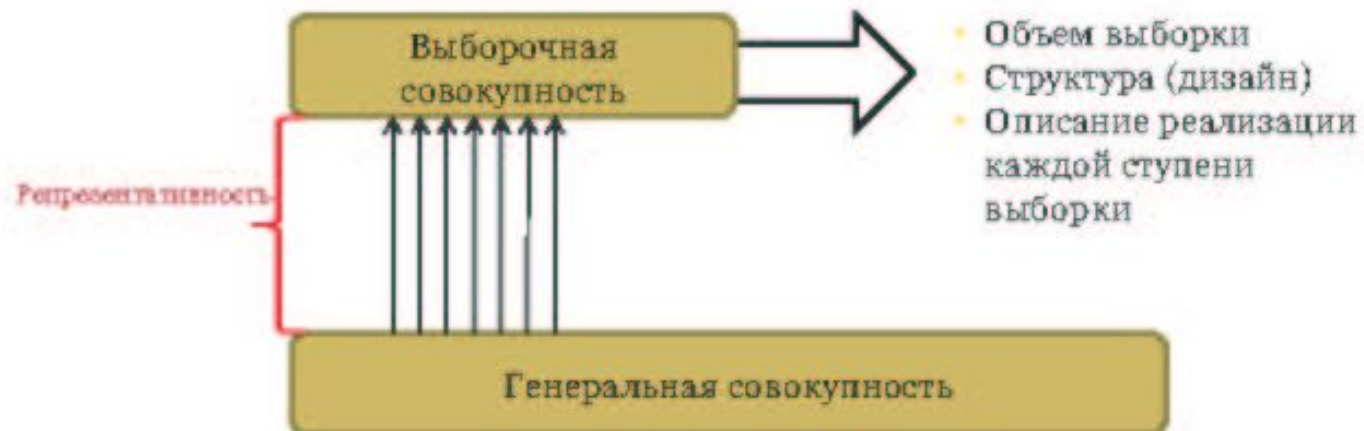 Выборочная
совокупность
• Объем выборки
• Структура (дизайн)
• Описание реализации
каждой ступени
выборки
Репрезентативность
Генеральная совокупность